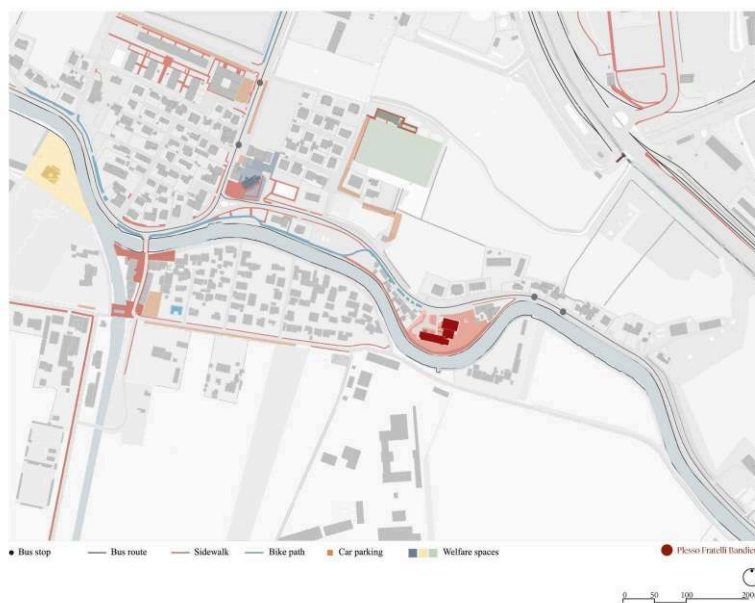 Bus stop
Bus route
Sidewalk
Bike path
Car parking
Welfare spaces
Plesso Fratelli Bandier
0 50 100 200